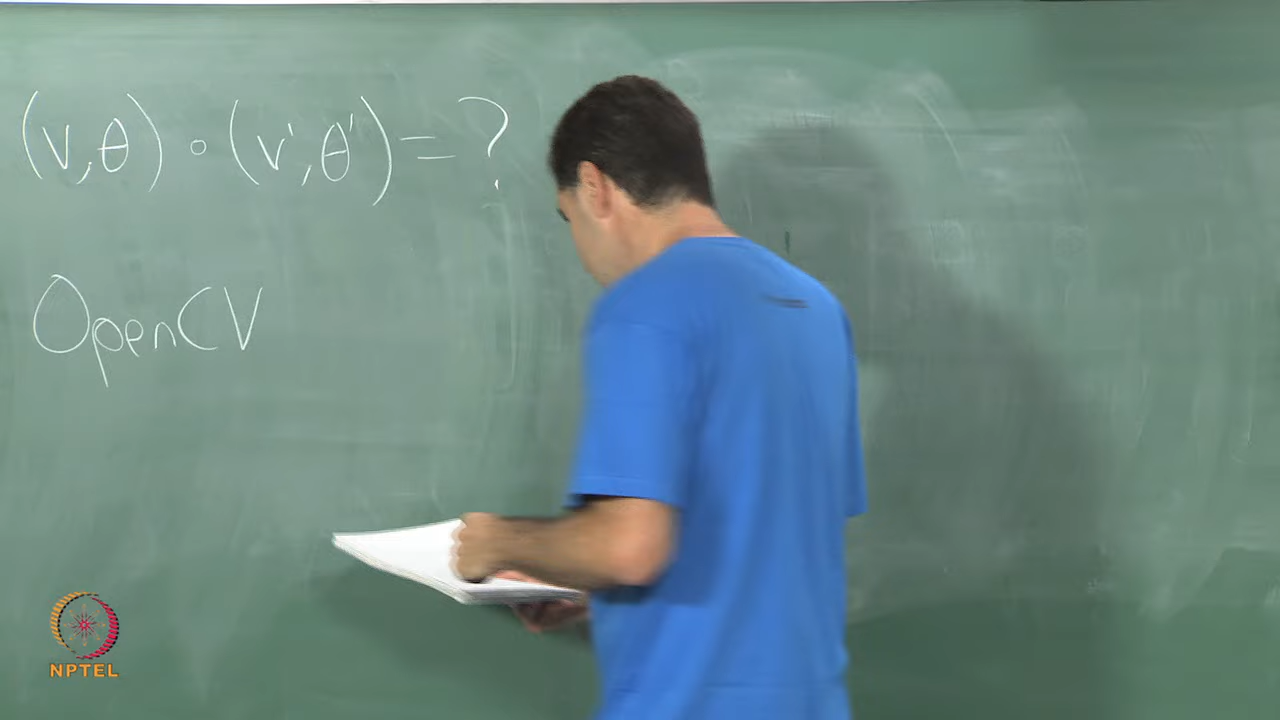 (v,θ) ∘ (v',θ') = ?
OpenCV
NPTEL